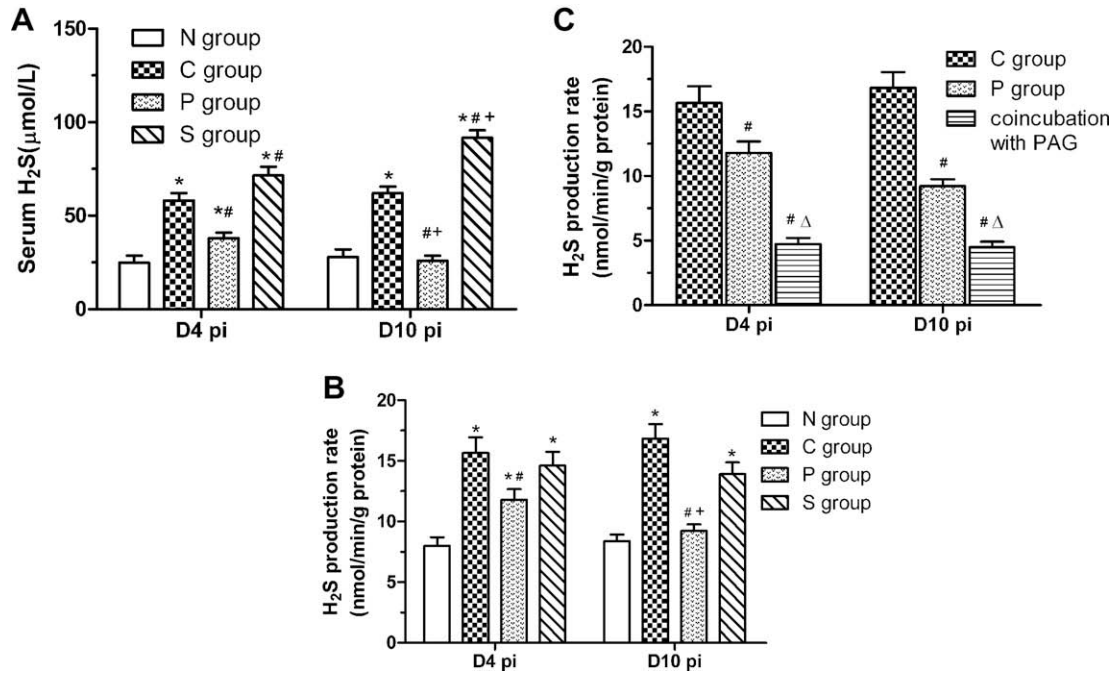 A
Serum H₂S(μmol/L)
150
100
50
0
N group
C group
P group
S group
*
*#
*#
*
#+
*#+
D4 pi
D10 pi
C
H₂S production rate
(nmol/min/g protein)
20
15
10
5
0
C group
P group
coincubation
with PAG
#
# Δ
#
# Δ
D4 pi
D10 pi
B
H₂S production rate
(nmol/min/g protein)
20
15
10
5
0
N group
C group
P group
S group
*
*#
*
*
#+
*
D4 pi
D10 pi